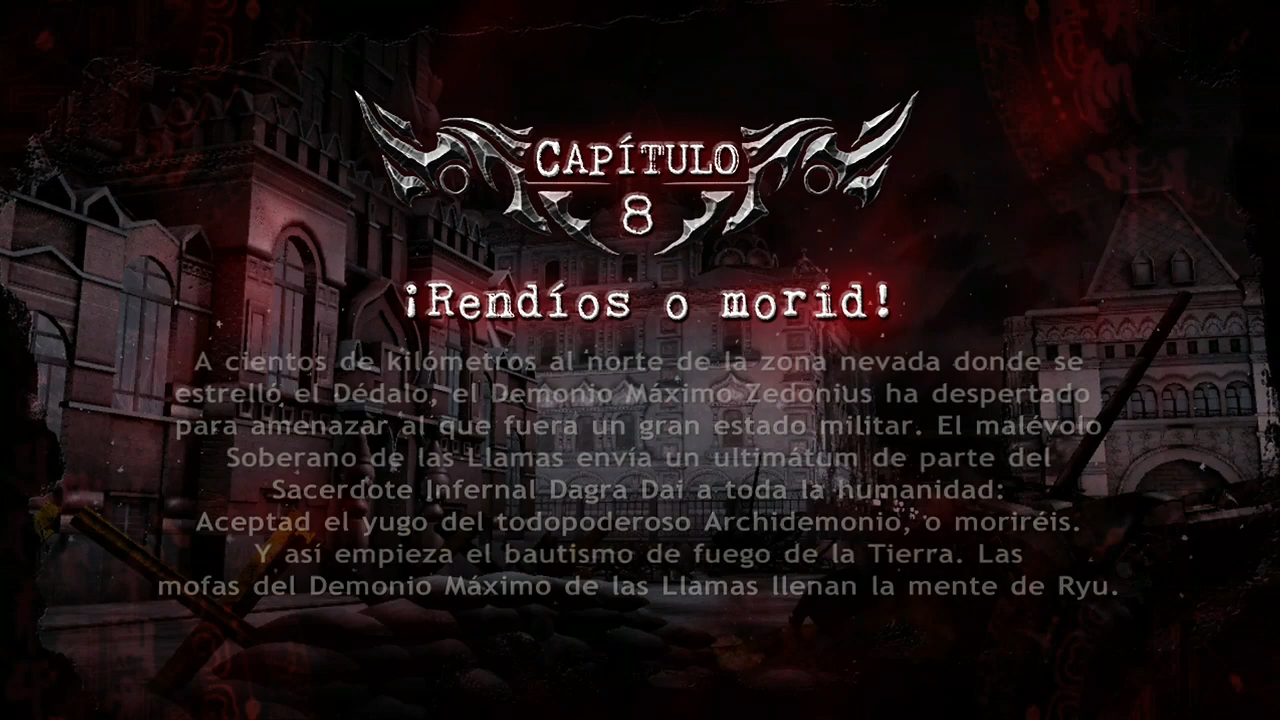 CAPÍTULO
8
¡Rendíos o morid!
A cientos de kilómetros al norte de la zona nevada donde se
estrelló el Dédalo, el Demonio Máximo Zedonius ha despertado
para amenazar al que fuera un gran estado militar. El malévolo
Soberano de las Llamas envía un ultimátum de parte del
Sacerdote Infernal Dagra Dai a toda la humanidad:
Aceptad el yugo del todopoderoso Archidemonio, o moriréis.
Y así empieza el bautismo de fuego de la Tierra. Las
mofas del Demonio Máximo de las Llamas llenan la mente de Ryu.